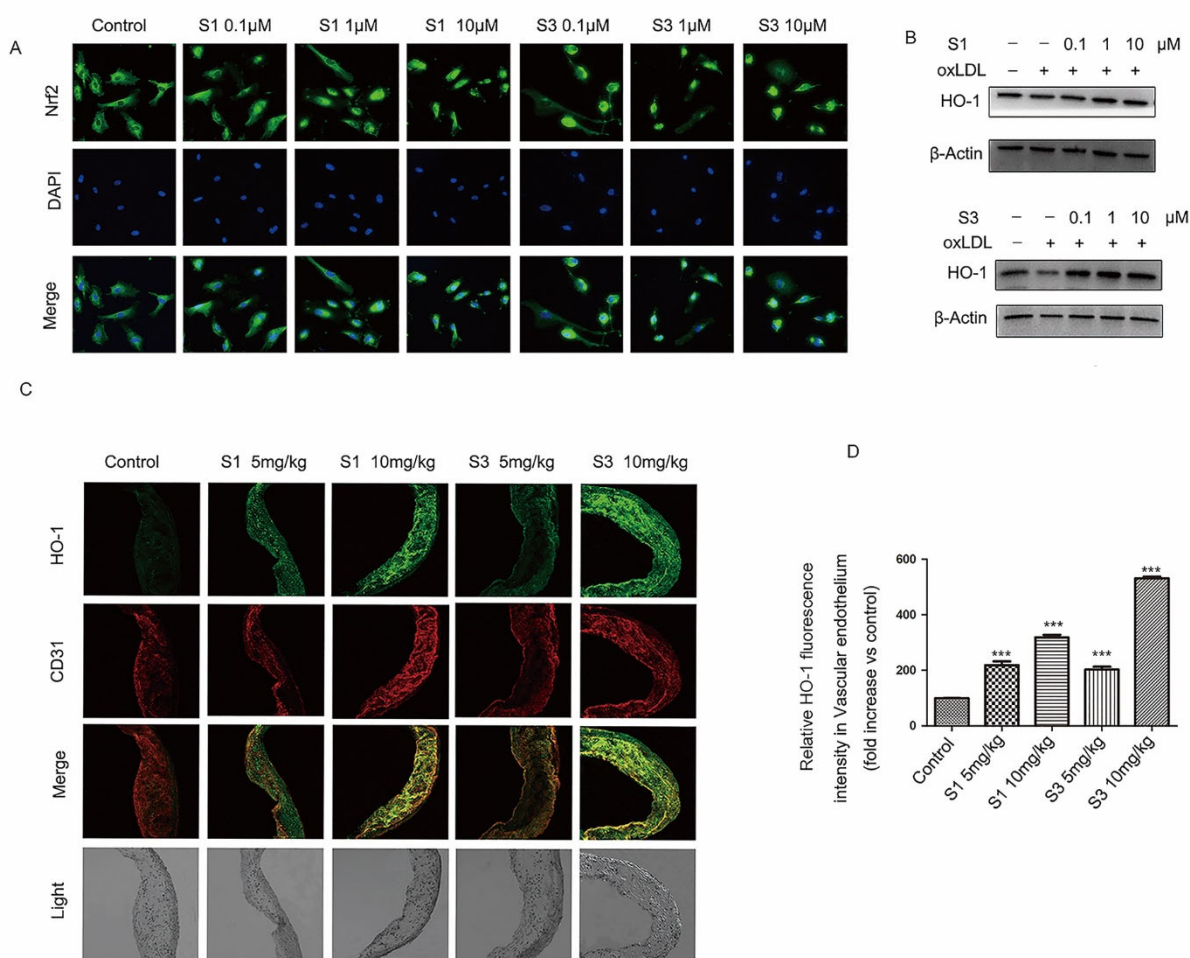 A
Control S1 0.1μM S1 1μM S1 10μM S3 0.1μM S3 1μM S3 10μM
Nrf2
DAPI
Merge
B
S1 – – 0.1 1 10 μM
oxLDL – + + + +
HO-1
β-Actin
S3 – – 0.1 1 10 μM
oxLDL – + + + +
HO-1
β-Actin
C
Control S1 5mg/kg S1 10mg/kg S3 5mg/kg S3 10mg/kg
HO-1
CD31
Merge
Light
D
Relative HO-1 fluorescence
intensity in Vascular endothelium
(fold increase vs control)
600
400
200
0
***
***
***
***
Control
S1 5mg/kg
S1 10mg/kg
S3 5mg/kg
S3 10mg/kg